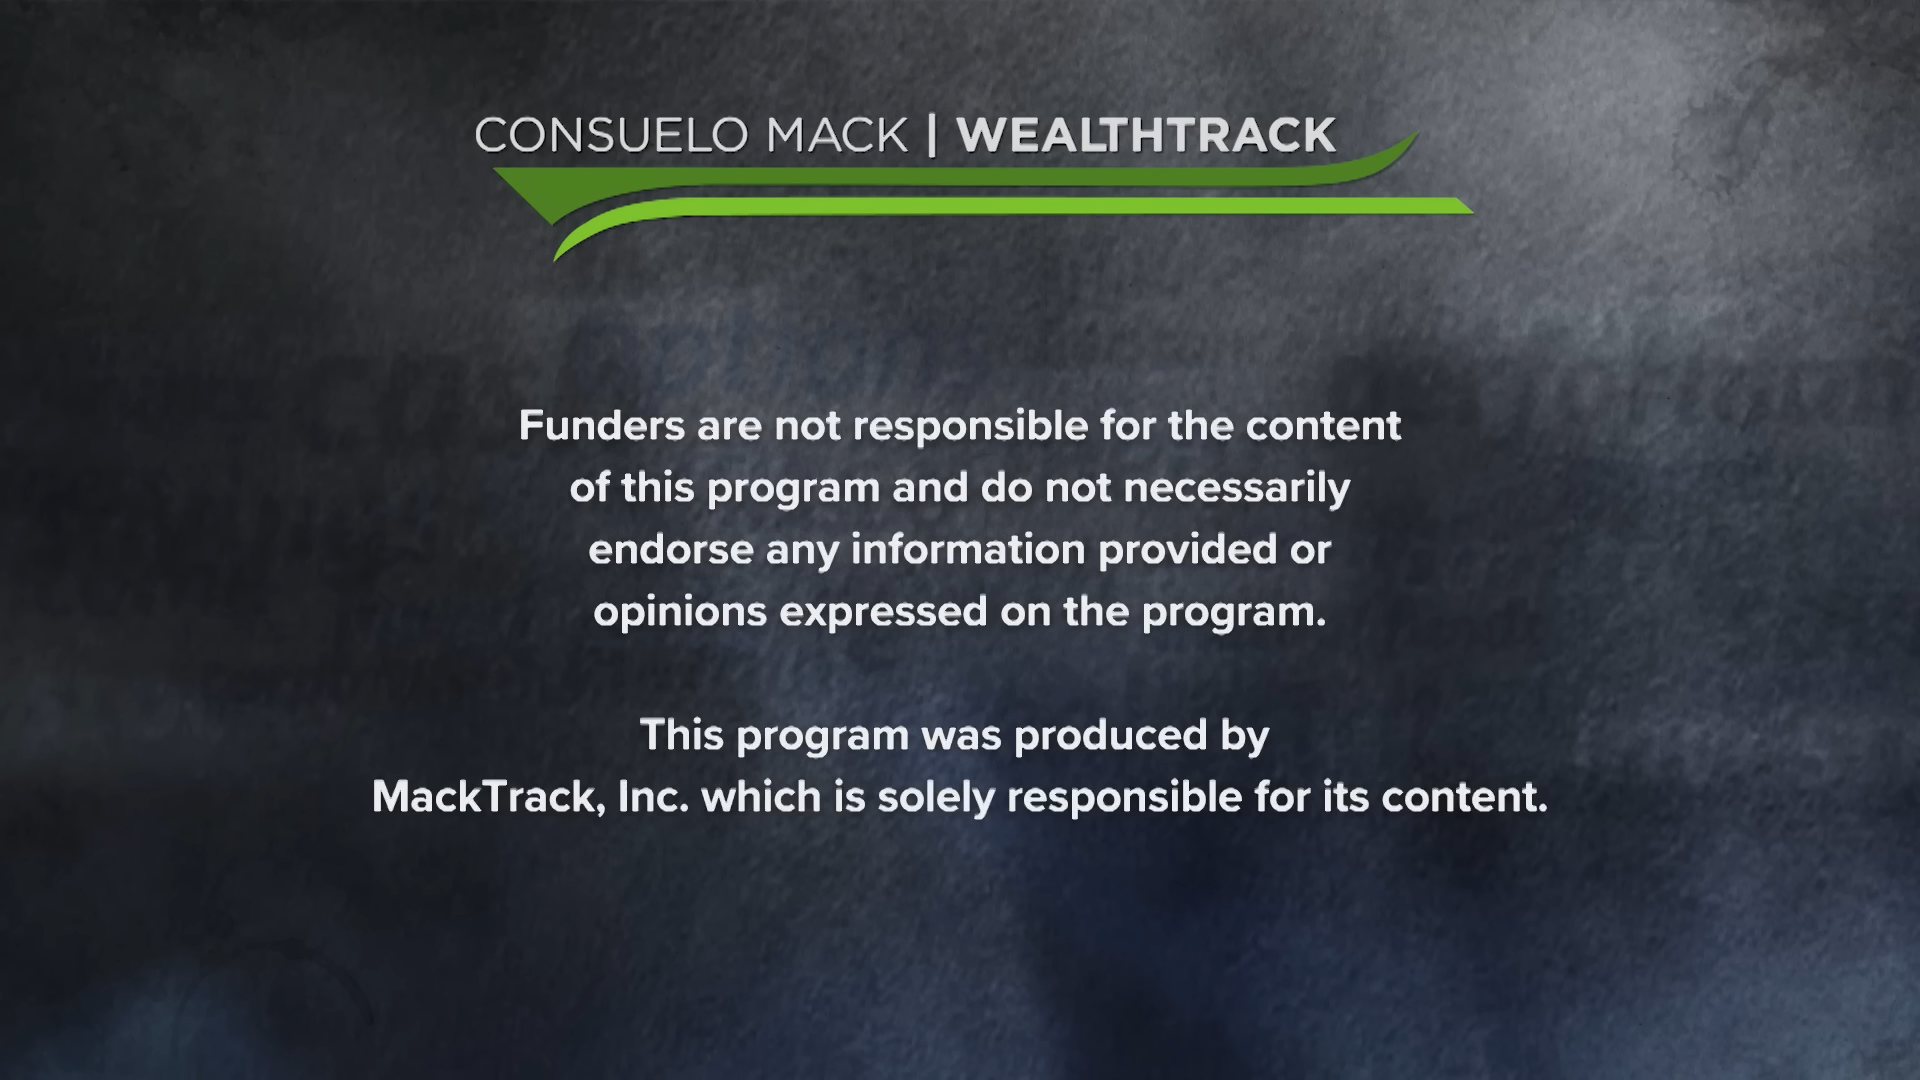 CONSUELO MACK | WEALTHTRACK
Funders are not responsible for the content
of this program and do not necessarily
endorse any information provided or
opinions expressed on the program.
This program was produced by
MackTrack, Inc. which is solely responsible for its content.